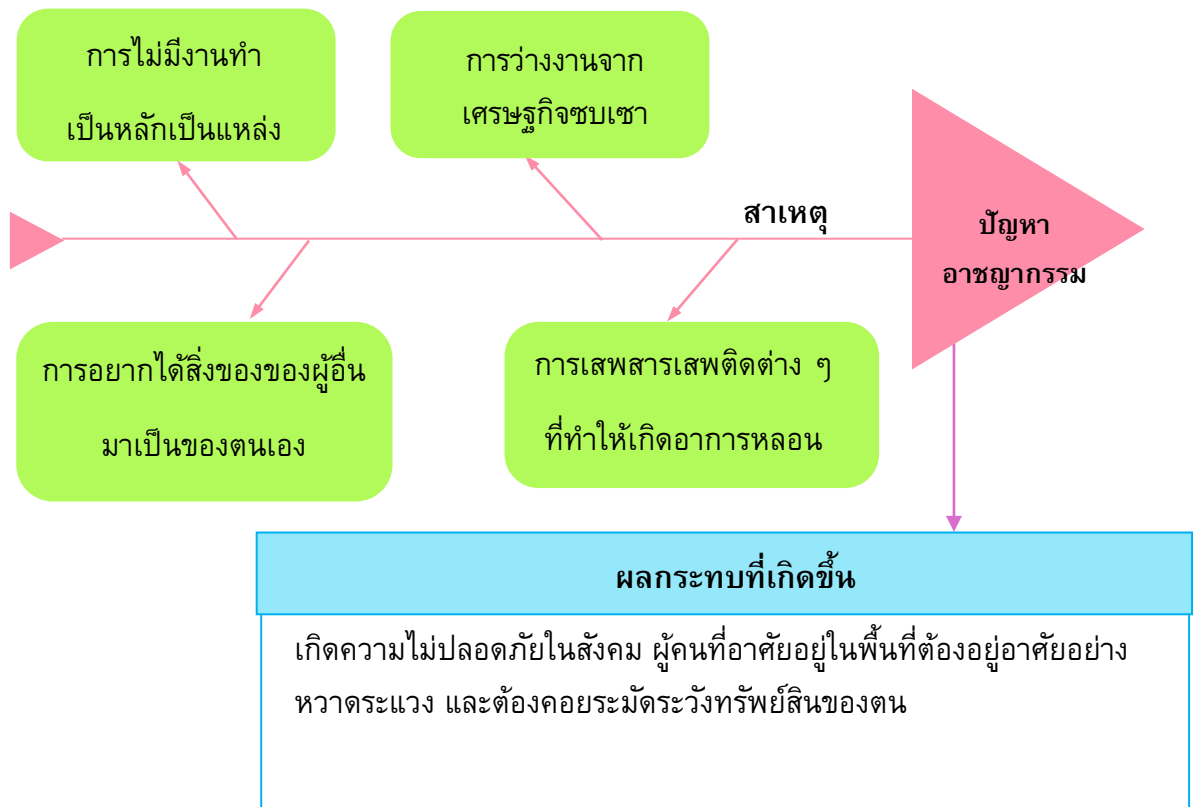 การไม่มีงานทำ
เป็นหลักเป็นแหล่ง
การว่างงานจาก
เศรษฐกิจซบเซา
สาเหตุ
ปัญหา
อาชญากรรม
การอยากได้สิ่งของของผู้อื่น
มาเป็นของตนเอง
การเสพสารเสพติดต่าง ๆ
ที่ทำให้เกิดอาการหลอน
ผลกระทบที่เกิดขึ้น
เกิดความไม่ปลอดภัยในสังคม ผู้คนที่อาศัยอยู่ในพื้นที่ต้องอยู่อาศัยอย่าง
หวาดระแวง และต้องคอยระมัดระวังทรัพย์สินของตน